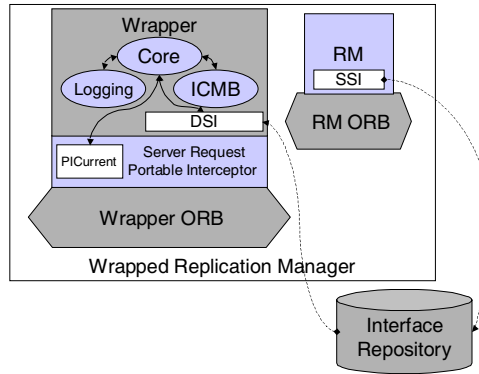 Wrapper
Core
Logging
ICMB
DSI
PICurrent
Server Request
Portable Interceptor
Wrapper ORB
RM
SSI
RM ORB
Wrapped Replication Manager
Interface
Repository